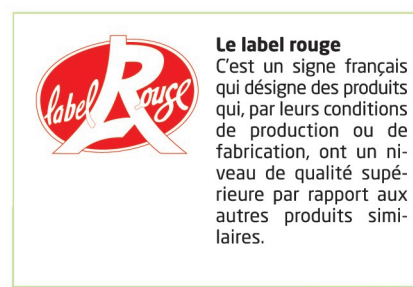 label Rouge
Le label rouge
C'est un signe français
qui désigne des produits
qui, par leurs conditions
de production ou de
fabrication, ont un ni-
veau de qualité supé-
rieure par rapport aux
autres produits simi-
laires.